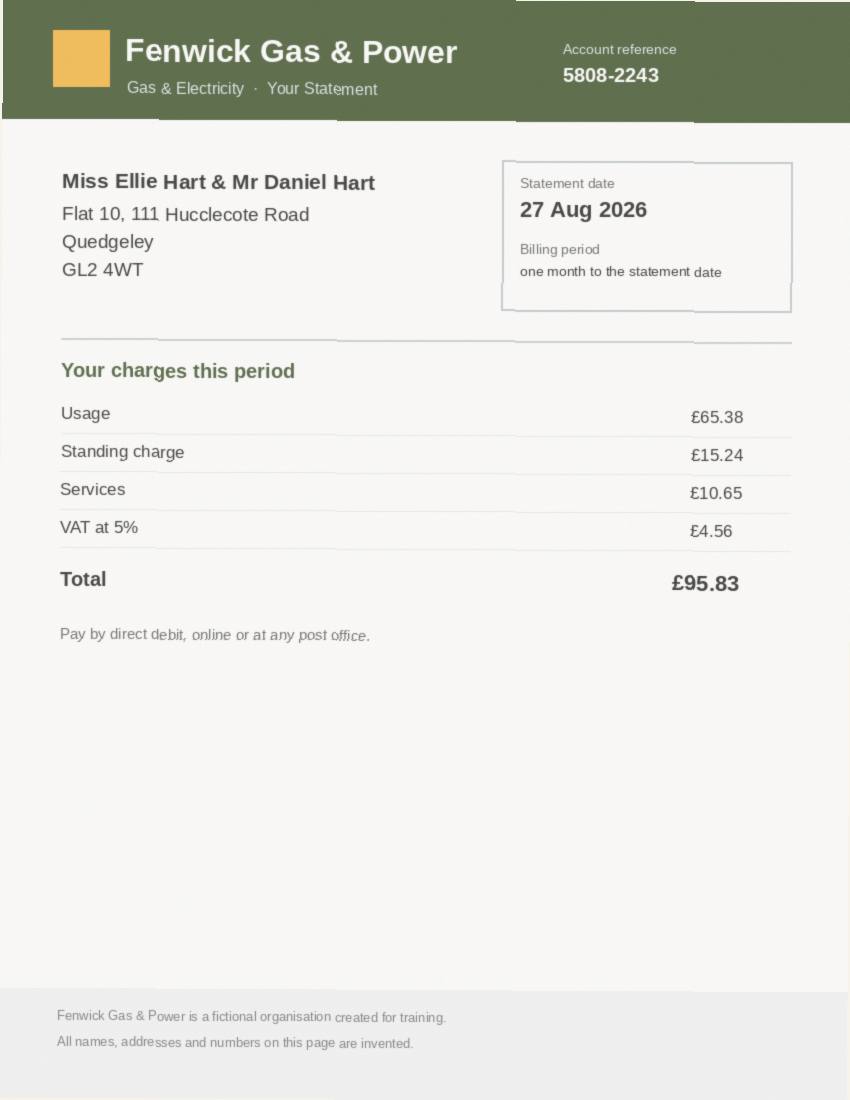 Fenwick Gas & Power
Gas & Electricity · Your Statement
Account reference
5808-2243
Miss Ellie Hart & Mr Daniel Hart
Flat 10, 111 Hucclecote Road
Quedgeley
GL2 4WT
Statement date
27 Aug 2026
Billing period
one month to the statement date
Your charges this period
Usage £65.38
Standing charge £15.24
Services £10.65
VAT at 5% £4.56
Total £95.83
Pay by direct debit, online or at any post office.
Fenwick Gas & Power is a fictional organisation created for training.
All names, addresses and numbers on this page are invented.